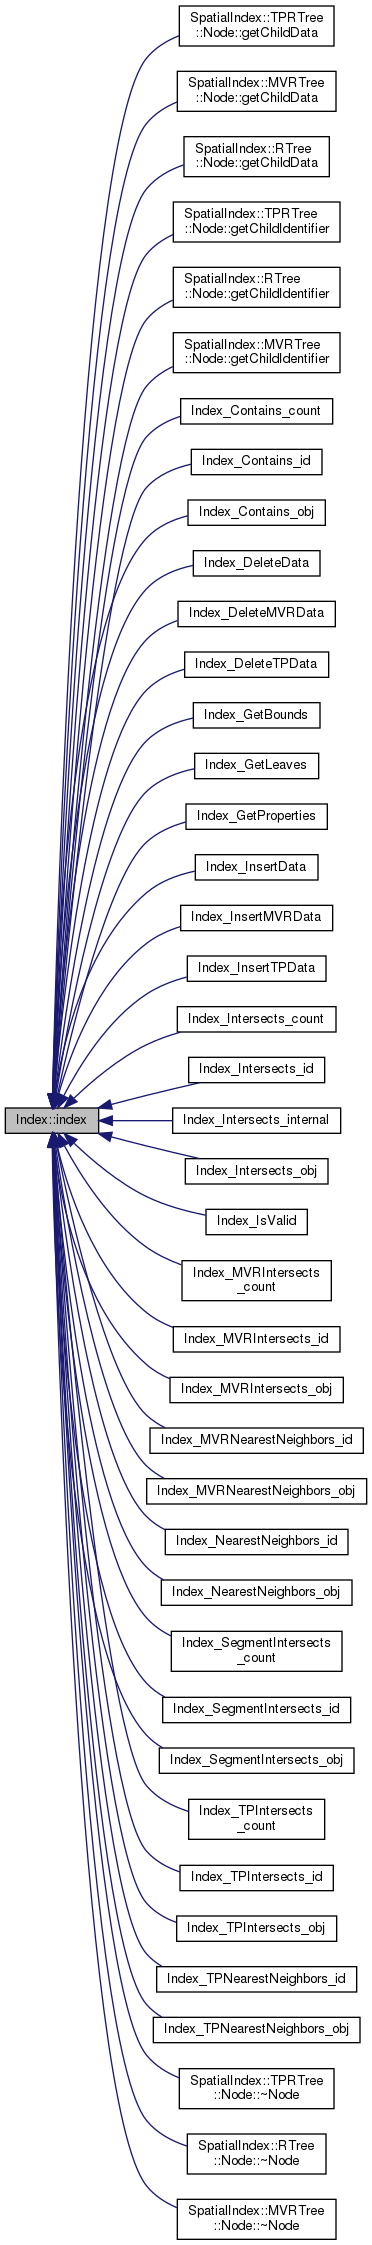 SpatialIndex::TPRTree
::Node::getChildData
SpatialIndex::MVRTree
::Node::getChildData
SpatialIndex::RTree
::Node::getChildData
SpatialIndex::TPRTree
::Node::getChildIdentifier
SpatialIndex::RTree
::Node::getChildIdentifier
SpatialIndex::MVRTree
::Node::getChildIdentifier
Index_Contains_count
Index_Contains_id
Index_Contains_obj
Index_DeleteData
Index_DeleteMVRData
Index_DeleteTPData
Index_GetBounds
Index_GetLeaves
Index_GetProperties
Index_InsertData
Index_InsertMVRData
Index_InsertTPData
Index_Intersects_count
Index_Intersects_id
Index::index
Index_Intersects_internal
Index_Intersects_obj
Index_IsValid
Index_MVRIntersects
_count
Index_MVRIntersects_id
Index_MVRIntersects_obj
Index_MVRNearestNeighbors_id
Index_MVRNearestNeighbors_obj
Index_NearestNeighbors_id
Index_NearestNeighbors_obj
Index_SegmentIntersects
_count
Index_SegmentIntersects_id
Index_SegmentIntersects_obj
Index_TPIntersects
_count
Index_TPIntersects_id
Index_TPIntersects_obj
Index_TPNearestNeighbors_id
Index_TPNearestNeighbors_obj
SpatialIndex::TPRTree
::Node::~Node
SpatialIndex::RTree
::Node::~Node
SpatialIndex::MVRTree
::Node::~Node